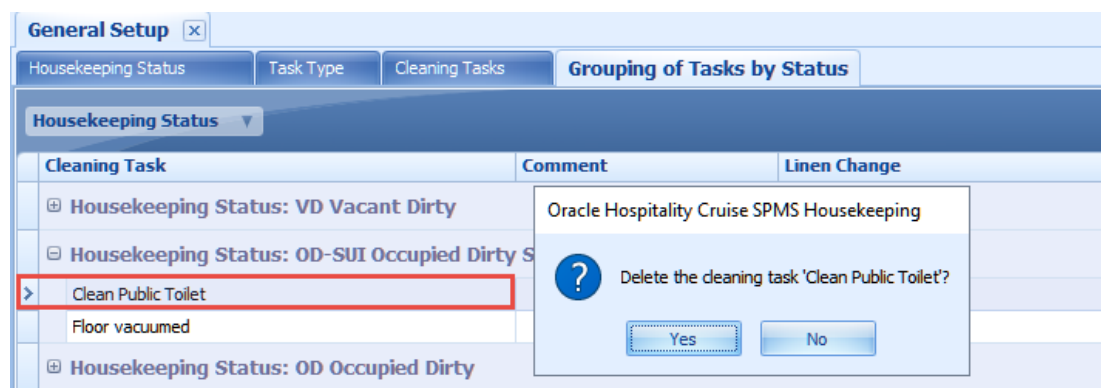 General Setup
Housekeeping Status Task Type Cleaning Tasks Grouping of Tasks by Status
Housekeeping Status
Cleaning Task Comment Linen Change
Housekeeping Status: VD Vacant Dirty
Housekeeping Status: OD-SUI Occupied Dirty S
Clean Public Toilet
Floor vacuumed
Housekeeping Status: OD Occupied Dirty
Oracle Hospitality Cruise SPMS Housekeeping
Delete the cleaning task 'Clean Public Toilet'?
Yes No